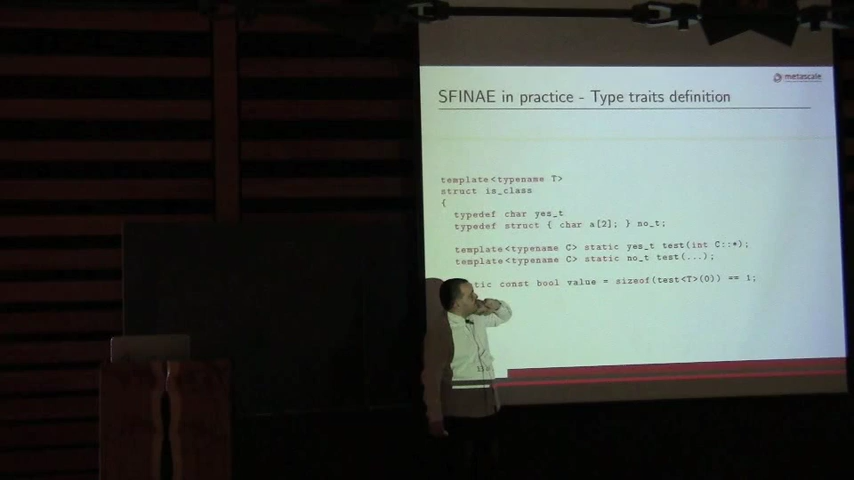 metascale
SFINAE in practice - Type traits definition
template<typename T>
struct is_class
{
typedef char yes_t
typedef struct { char a[2]; } no_t;
template<typename C> static yes_t test(int C::*);
template<typename C> static no_t test(...);
tic const bool value = sizeof(test<T>(0)) == 1;